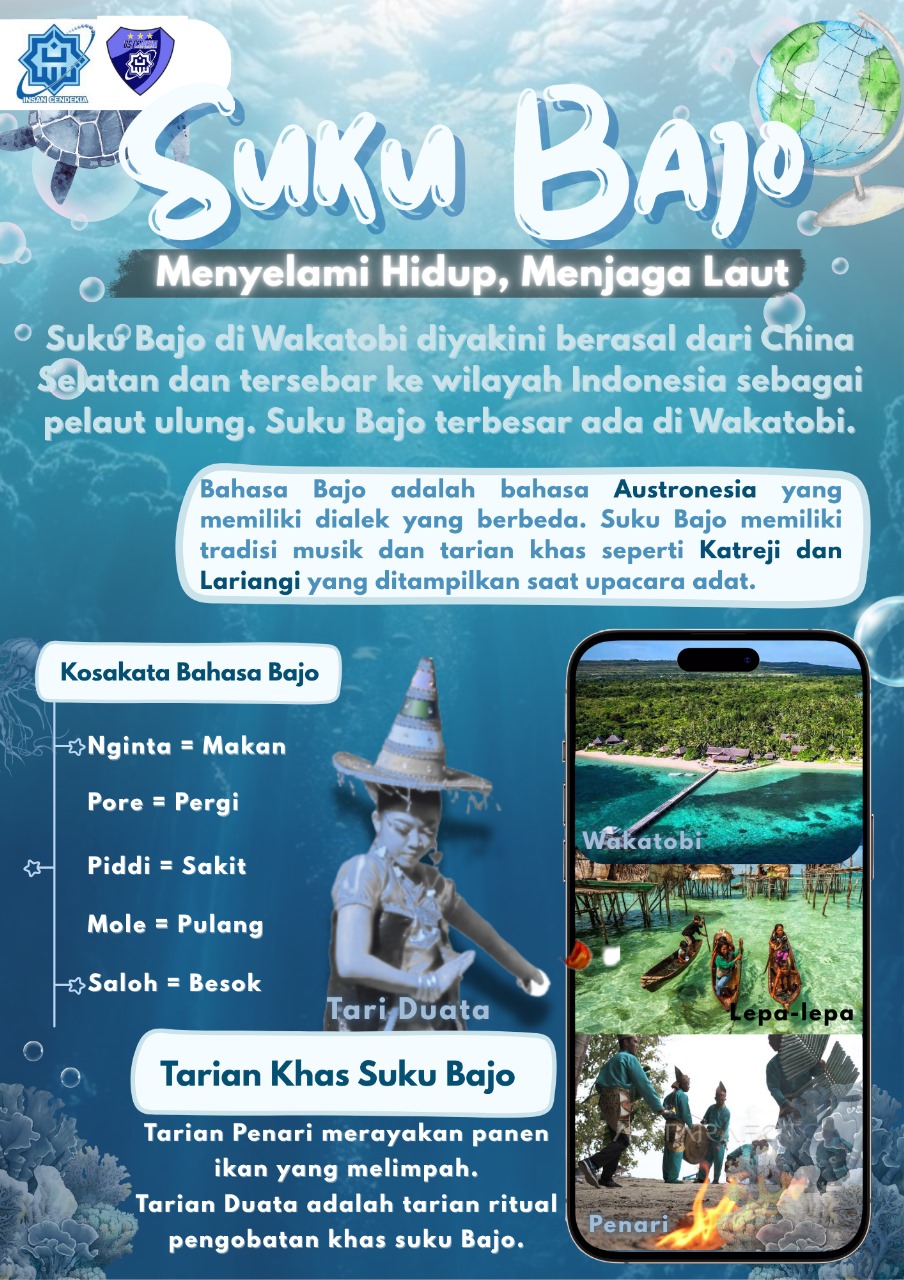 INSAN CENDEKIA
Suku Bajo
Menyelami Hidup, Menjaga Laut
Suku Bajo di Wakatobi diyakini berasal dari China
Selatan dan tersebar ke wilayah Indonesia sebagai
pelaut ulung. Suku Bajo terbesar ada di Wakatobi.
Bahasa Bajo adalah bahasa Austronesia yang
memiliki dialek yang berbeda. Suku Bajo memiliki
tradisi musik dan tarian khas seperti Katreji dan
Lariangi yang ditampilkan saat upacara adat.
Kosakata Bahasa Bajo
Nginta = Makan
Pore = Pergi
Piddi = Sakit
Mole = Pulang
Saloh = Besok
Tari Duata
Wakatobi
Lepa-lepa
Penari
Tarian Khas Suku Bajo
Tarian Penari merayakan panen
ikan yang melimpah.
Tarian Duata adalah tarian ritual
pengobatan khas suku Bajo.